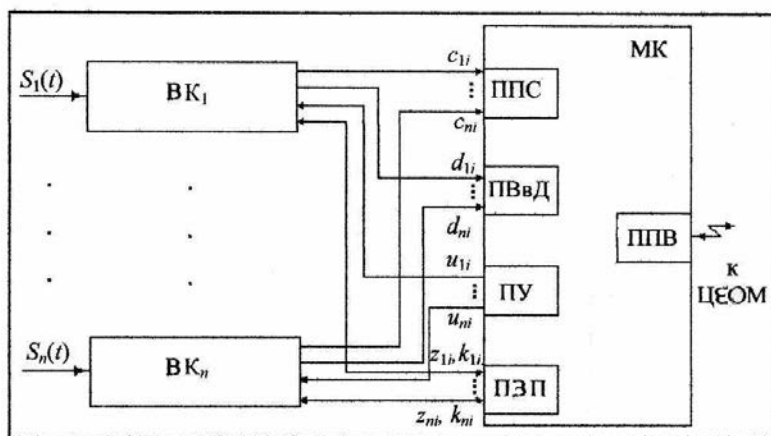 S₁(t)
ВК₁
c₁ᵢ
МК
ППС
cₙᵢ
d₁ᵢ
ПВвД
dₙᵢ
ППВ
u₁ᵢ
к
ЦЕОМ
ПУ
uₙᵢ
Sₙ(t)
ВКₙ
z₁ᵢ, k₁ᵢ
ПЗП
zₙᵢ, kₙᵢ